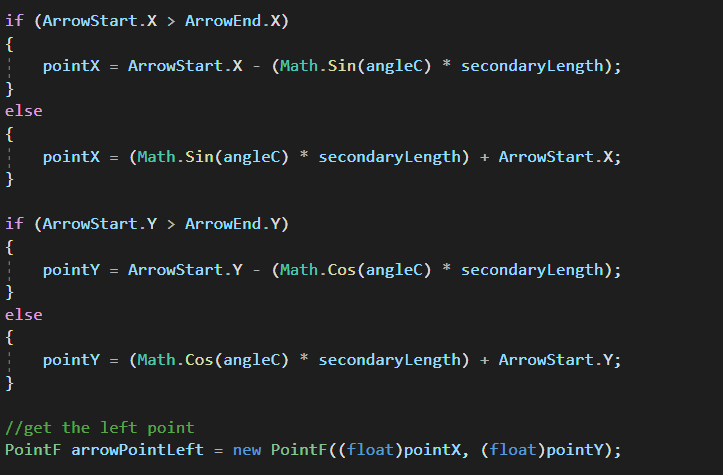 if (ArrowStart.X > ArrowEnd.X)
{
    pointX = ArrowStart.X - (Math.Sin(angleC) * secondaryLength);
}
else
{
    pointX = (Math.Sin(angleC) * secondaryLength) + ArrowStart.X;
}

if (ArrowStart.Y > ArrowEnd.Y)
{
    pointY = ArrowStart.Y - (Math.Cos(angleC) * secondaryLength);
}
else
{
    pointY = (Math.Cos(angleC) * secondaryLength) + ArrowStart.Y;
}

//get the left point
PointF arrowPointLeft = new PointF((float)pointX, (float)pointY);